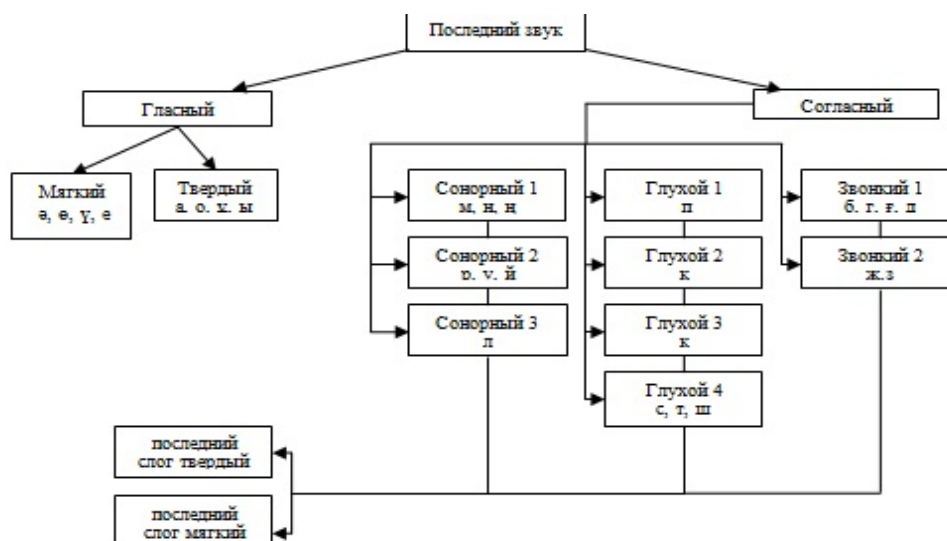 Последний звук
Гласный
Согласный
Мягкий
ә, ө, ү, е
Твердый
а. о. ұ. ы
Сонорный 1
м, н, ң
Глухой 1
п
Звонкий 1
б. г. ғ. д
Сонорный 2
р. у. й
Глухой 2
к
Звонкий 2
ж.з
Сонорный 3
л
Глухой 3
к
Глухой 4
с, т, ш
последний
слог твердый
последний
слог мягкий